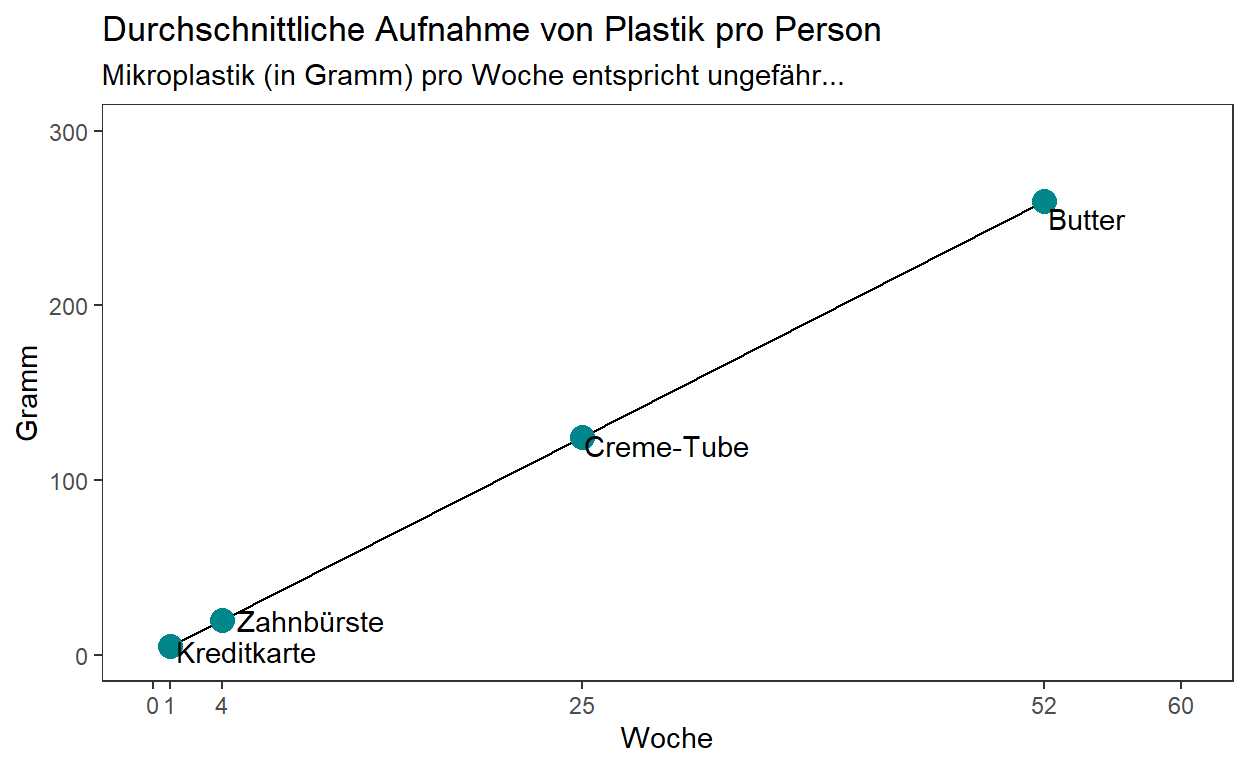 Durchschnittliche Aufnahme von Plastik pro Person
Mikroplastik (in Gramm) pro Woche entspricht ungefähr...
300
200
100
0
Gramm
Butter
Creme-Tube
Zahnbürste
Kreditkarte
0 1 4 25 52 60
Woche